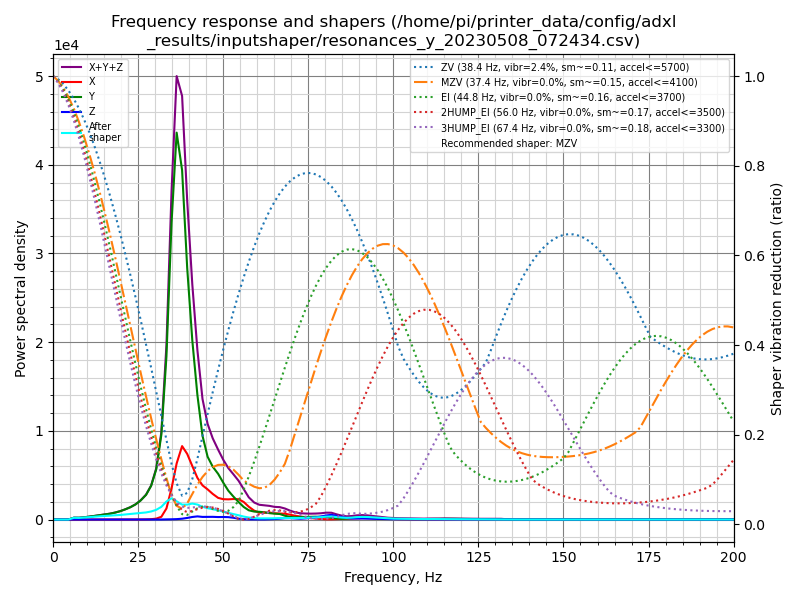 Frequency response and shapers (/home/pi/printer_data/config/adxl
_results/inputshaper/resonances_y_20230508_072434.csv)
1e4
X+Y+Z
X
Y
Z
After
shaper
ZV (38.4 Hz, vibr=2.4%, sm~=0.11, accel<=5700)
MZV (37.4 Hz, vibr=0.0%, sm~=0.15, accel<=4100)
EI (44.8 Hz, vibr=0.0%, sm~=0.16, accel<=3700)
2HUMP_EI (56.0 Hz, vibr=0.0%, sm~=0.17, accel<=3500)
3HUMP_EI (67.4 Hz, vibr=0.0%, sm~=0.18, accel<=3300)
Recommended shaper: MZV
Power spectral density
5
4
3
2
1
0
1.0
0.8
0.6
0.4
0.2
0.0
Shaper vibration reduction (ratio)
0 25 50 75 100 125 150 175 200
Frequency, Hz